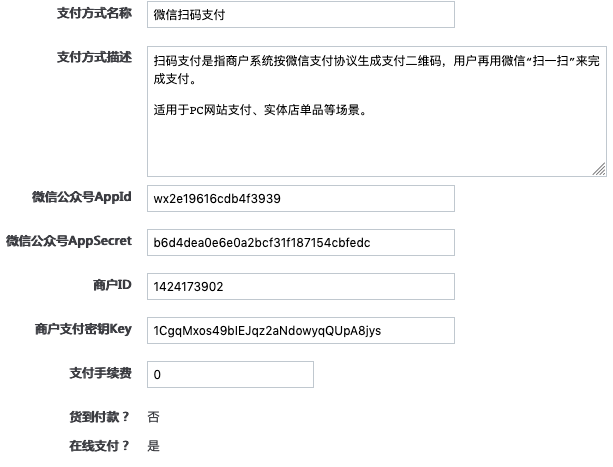 支付方式名称 微信扫码支付
支付方式描述 扫码支付是指商户系统按微信支付协议生成支付二维码，用户再用微信“扫一扫”来完
成支付。
适用于PC网站支付、实体店单品等场景。
微信公众号AppId wx2e19616cdb4f3939
微信公众号AppSecret b6d4dea0e6e0a2bcf31f187154cbfedc
商户ID 1424173902
商户支付密钥Key 1CgqMxos49bIEJqz2aNdowyqQUpA8jys
支付手续费 0
货到付款？ 否
在线支付？ 是